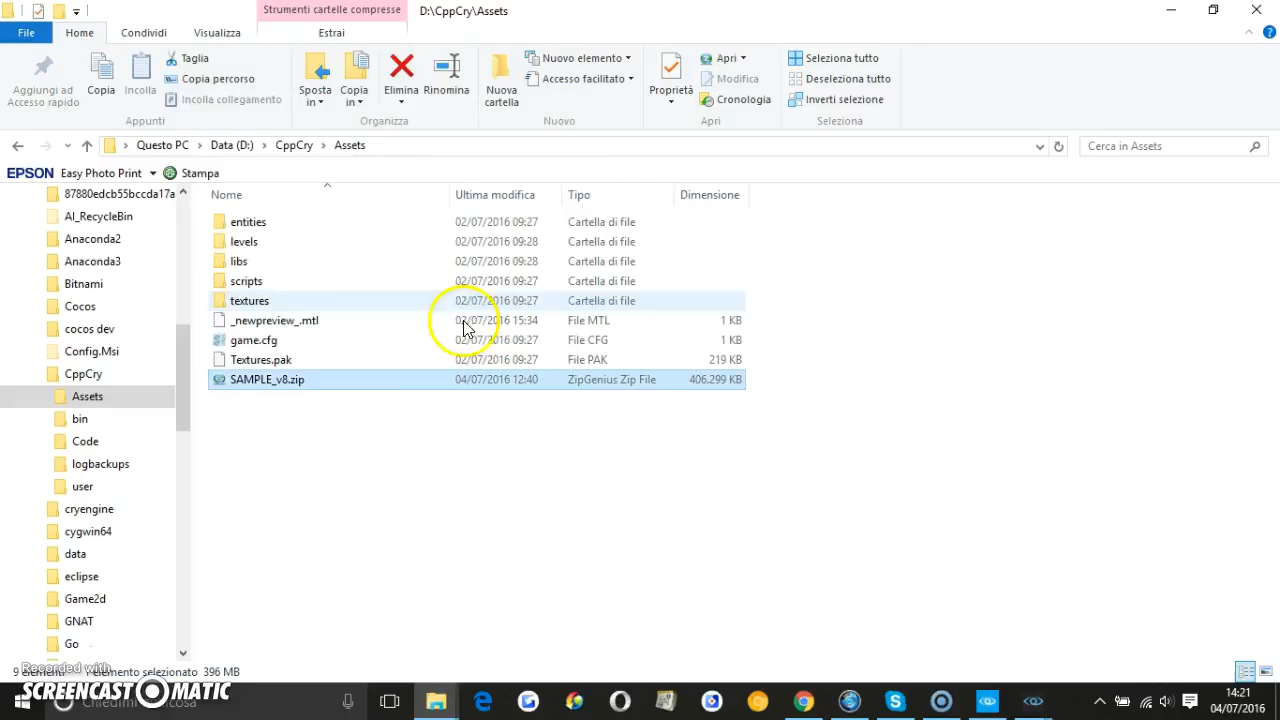 Strumenti cartelle compresse
D:\CppCry\Assets
File
Home
Condividi
Visualizza
Estrai
Aggiungi ad
Accesso rapido
Copia
Incolla
Taglia
Copia percorso
Incolla collegamento
Appunti
Sposta
in
Copia
in
Elimina
Rinomina
Organizza
Nuova
cartella
Nuovo elemento
Accesso facilitato
Nuovo
Proprietà
Apri
Modifica
Cronologia
Apri
Seleziona tutto
Deseleziona tutto
Inverti selezione
Seleziona
Questo PC > Data (D:) > CppCry > Assets
Cerca in Assets
EPSON Easy Photo Print Stampa
Nome Ultima modifica Tipo Dimensione
87880edcb55bccda17a
AI_RecycleBin
Anaconda2
Anaconda3
Bitnami
Cocos
cocos dev
Config.Msi
CppCry
Assets
bin
Code
logbackups
user
cryengine
cygwin64
data
eclipse
Game2d
GNAT
Go
entities 02/07/2016 09:27 Cartella di file
levels 02/07/2016 09:28 Cartella di file
libs 02/07/2016 09:28 Cartella di file
scripts 02/07/2016 09:27 Cartella di file
textures 02/07/2016 09:27 Cartella di file
_newpreview_.mtl 02/07/2016 15:34 File MTL 1 KB
game.cfg 02/07/2016 09:27 File CFG 1 KB
Textures.pak 02/07/2016 09:27 File PAK 219 KB
SAMPLE_v8.zip 04/07/2016 12:40 ZipGenius Zip File 406.299 KB
9 elementi elemento selezionato 396 MB
Recorded with
SCREENCAST MATIC
14:21
04/07/2016